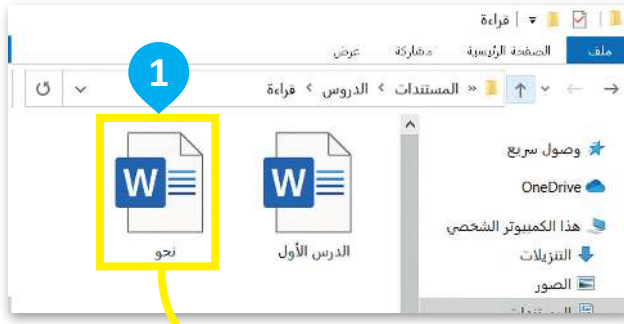 قراءة
ملف الصفحة الرئيسية مشاركة عرض
« المستندات › الدروس › قراءة
1
وصول سريع
OneDrive
هذا الكمبيوتر الشخصي
التنزيلات
الصور
المستندات
W
الدرس الأول
W
نحو